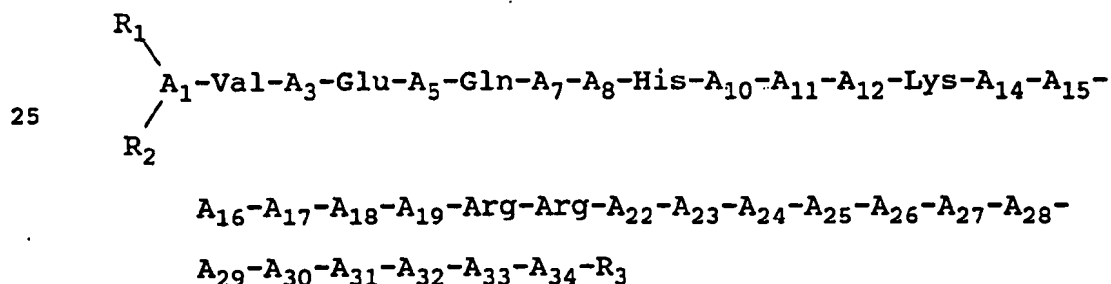 R₁
A₁-Val-A₃-Glu-A₅-Gln-A₇-A₈-His-A₁₀-A₁₁-A₁₂-Lys-A₁₄-A₁₅-
25
R₂
A₁₆-A₁₇-A₁₈-A₁₉-Arg-Arg-A₂₂-A₂₃-A₂₄-A₂₅-A₂₆-A₂₇-A₂₈-
A₂₉-A₃₀-A₃₁-A₃₂-A₃₃-A₃₄-R₃